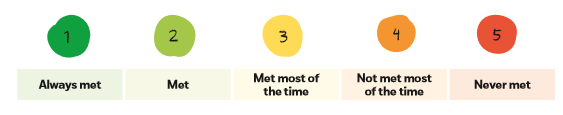 1 2 3 4 5
Always met
Met
Met most of
the time
Not met most
of the time
Never met